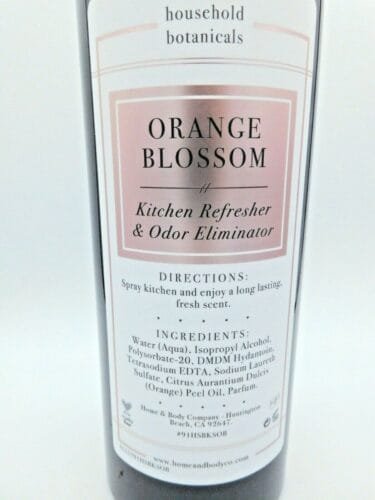 household
botanicals
ORANGE
BLOSSOM
//
Kitchen Refresher
& Odor Eliminator
DIRECTIONS:
Spray kitchen and enjoy a long lasting,
fresh scent.
INGREDIENTS:
Water (Aqua), Isopropyl Alcohol,
Polysorbate-20, DMDM Hydantoin,
Tetrasodium EDTA, Sodium Laureth
Sulfate, Citrus Aurantium Dulcis
(Orange) Peel Oil, Parfum.
Home & Body Company - Huntington
Beach, CA 92647.
#91HSBKSOB
www.homeandbodyco.com